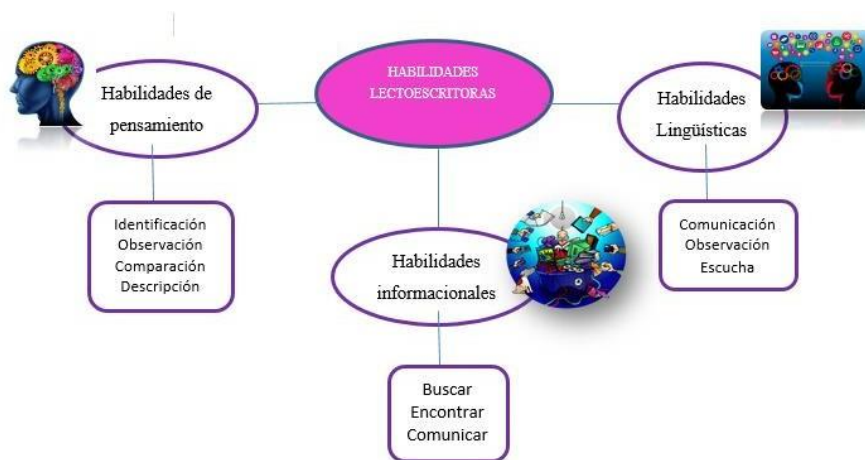 HABILIDADES
LECTOESCRITORAS
Habilidades de
pensamiento
Identificación
Observación
Comparación
Descripción
Habilidades
informacionales
Buscar
Encontrar
Comunicar
Habilidades
Lingüísticas
Comunicación
Observación
Escucha